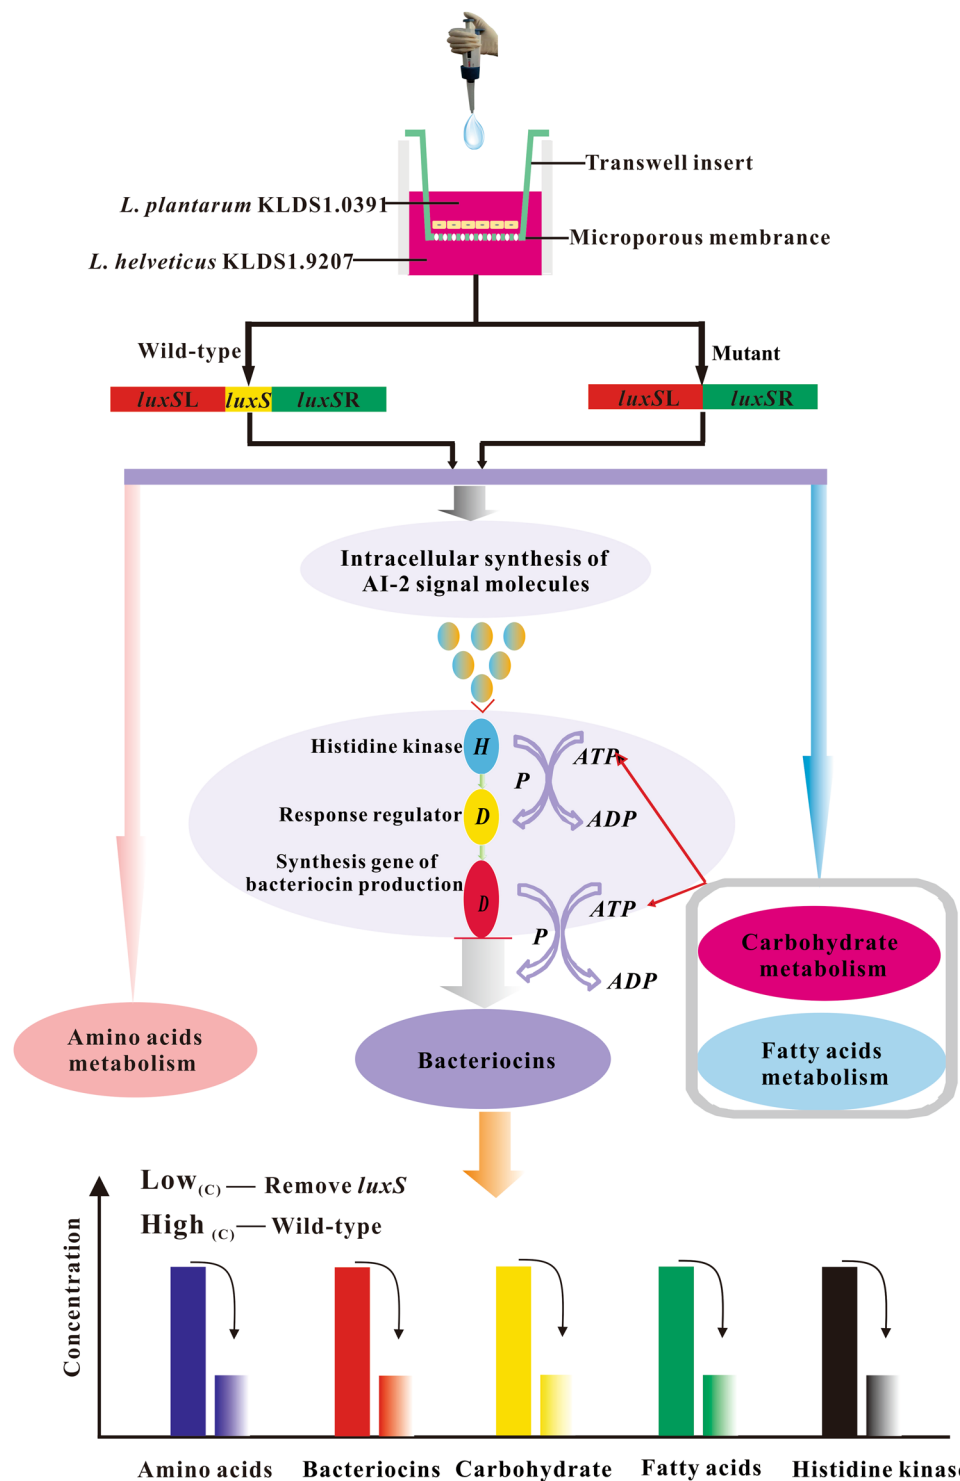 Transwell insert
L. plantarum KLDS1.0391
Microporous membrance
L. helveticus KLDS1.9207
Wild-type
Mutant
luxSL luxS luxSR
luxSL luxSR
Intracellular synthesis of
AI-2 signal molecules
Histidine kinase H
P ATP
Response regulator D
ADP
Synthesis gene of
bacteriocin production
D
P ATP
ADP
Carbohydrate
metabolism
Amino acids
metabolism
Bacteriocins
Fatty acids
metabolism
Low(C) — Remove luxS
High (C) — Wild-type
Concentration
Amino acids Bacteriocins Carbohydrate Fatty acids Histidine kinase